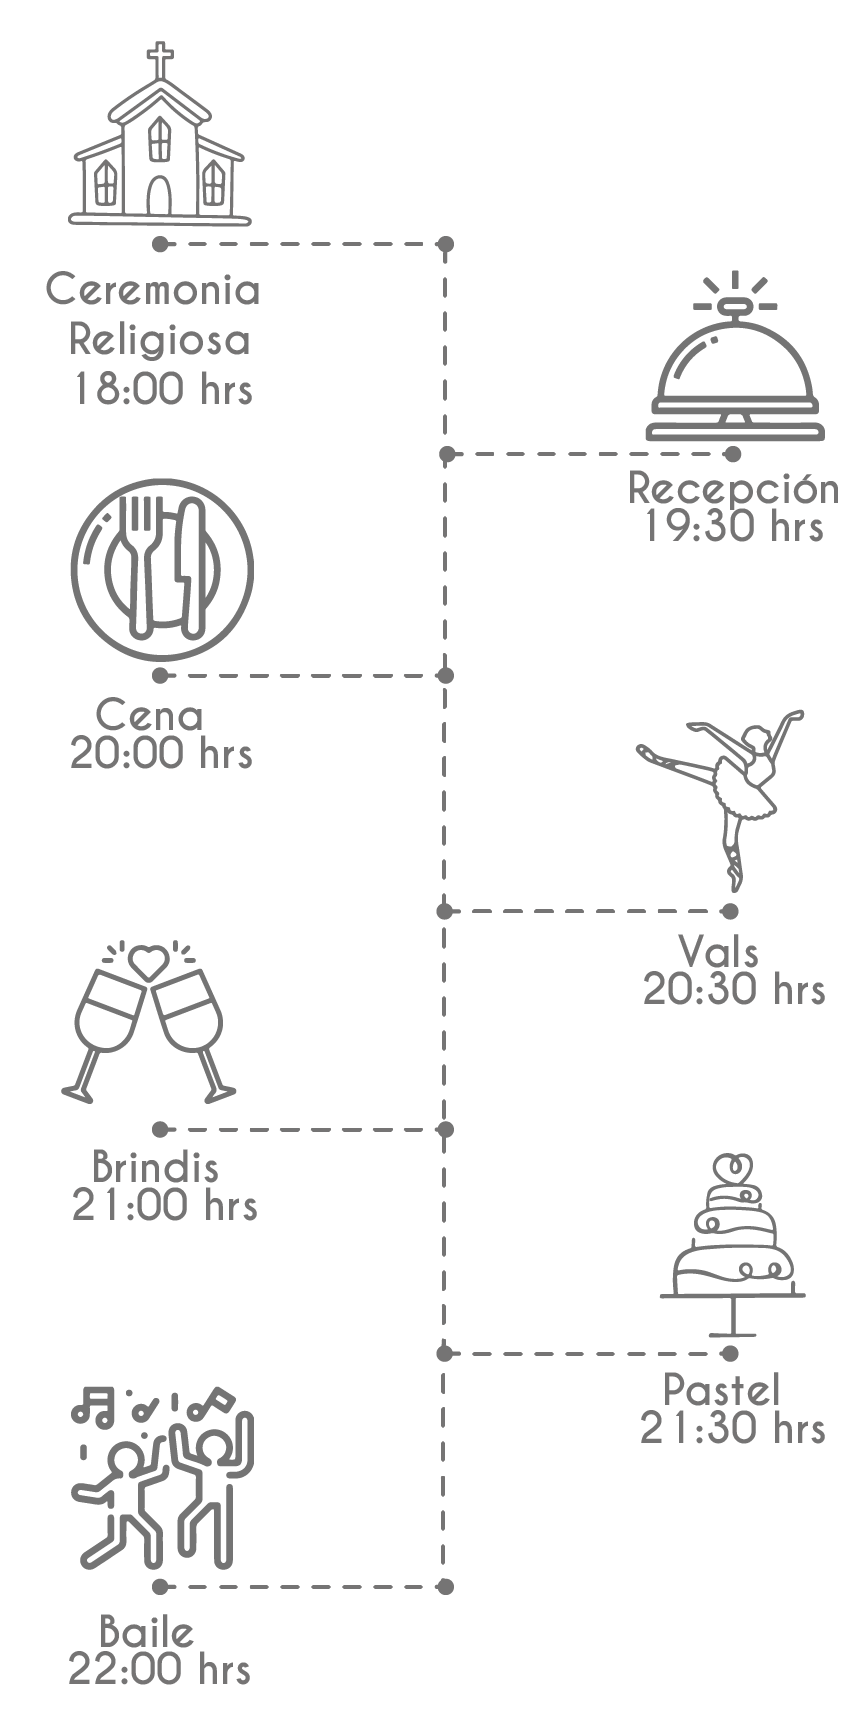 Ceremonia
Religiosa
18:00 hrs
Recepción
19:30 hrs
Cena
20:00 hrs
Vals
20:30 hrs
Brindis
21:00 hrs
Pastel
21:30 hrs
Baile
22:00 hrs